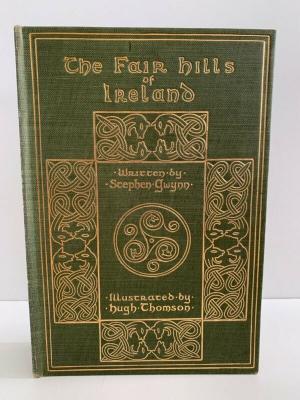 The Fair hills
of
Ireland
·Written·by·
·Stephen·Gwynn·
·Illustrated·by·
·Hugh·Thomson·